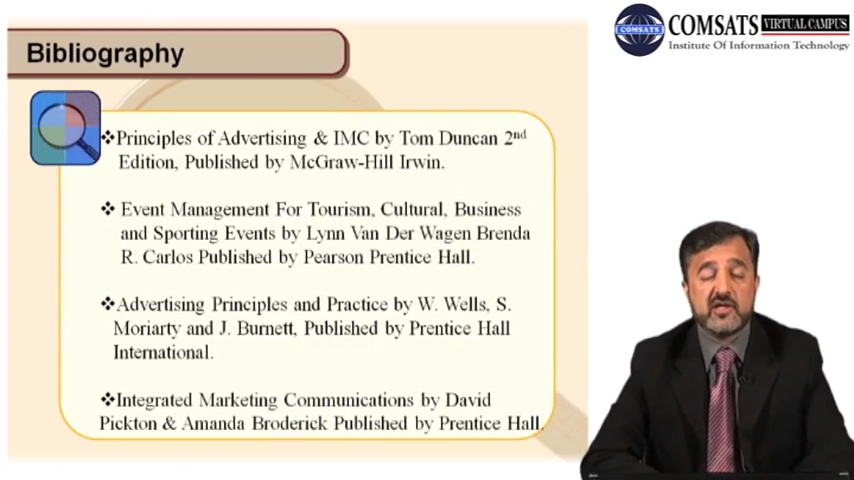 Bibliography
COMSATS
COMSATS VIRTUAL CAMPUS
Institute Of Information Technology
❖Principles of Advertising & IMC by Tom Duncan 2nd
Edition, Published by McGraw-Hill Irwin.
❖ Event Management For Tourism, Cultural, Business
and Sporting Events by Lynn Van Der Wagen Brenda
R. Carlos Published by Pearson Prentice Hall.
❖Advertising Principles and Practice by W. Wells, S.
Moriarty and J. Burnett, Published by Prentice Hall
International.
❖Integrated Marketing Communications by David
Pickton & Amanda Broderick Published by Prentice Hall.